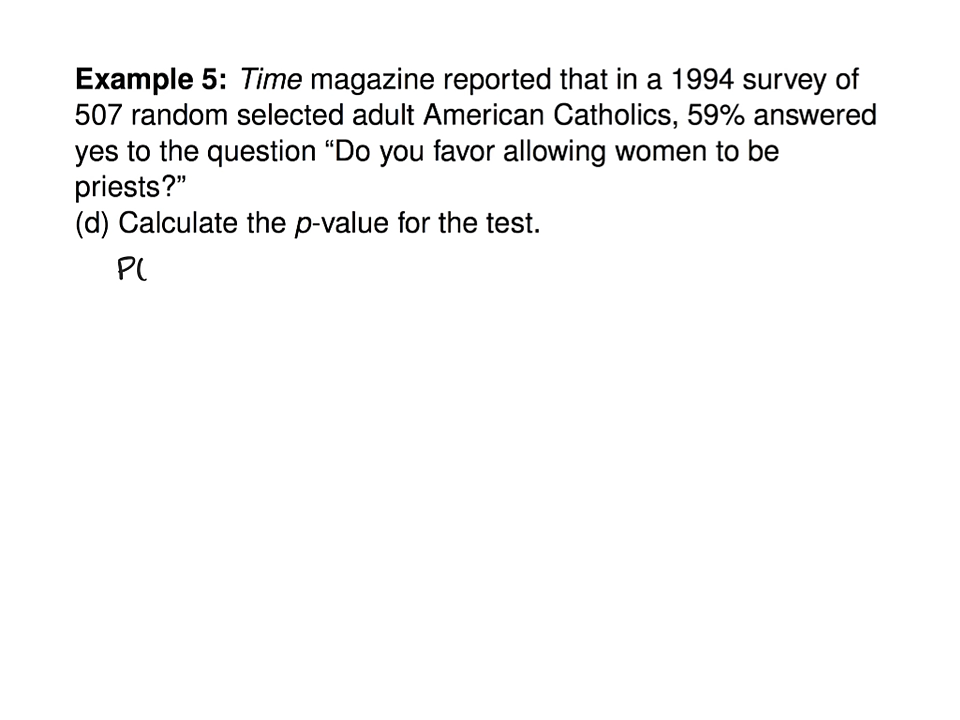 Example 5: Time magazine reported that in a 1994 survey of
507 random selected adult American Catholics, 59% answered
yes to the question “Do you favor allowing women to be
priests?”
(d) Calculate the p-value for the test.
P(